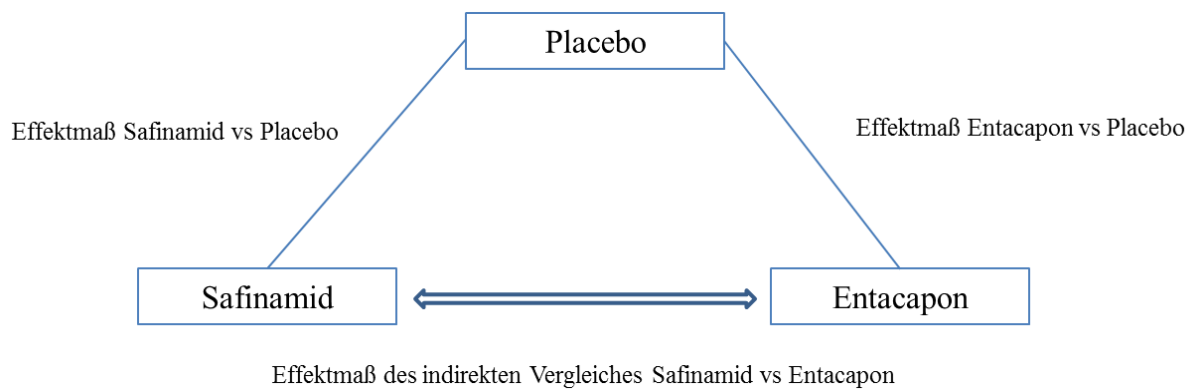 Placebo
Effektmaß Safinamid vs Placebo
Effektmaß Entacapon vs Placebo
Safinamid
Entacapon
Effektmaß des indirekten Vergleiches Safinamid vs Entacapon